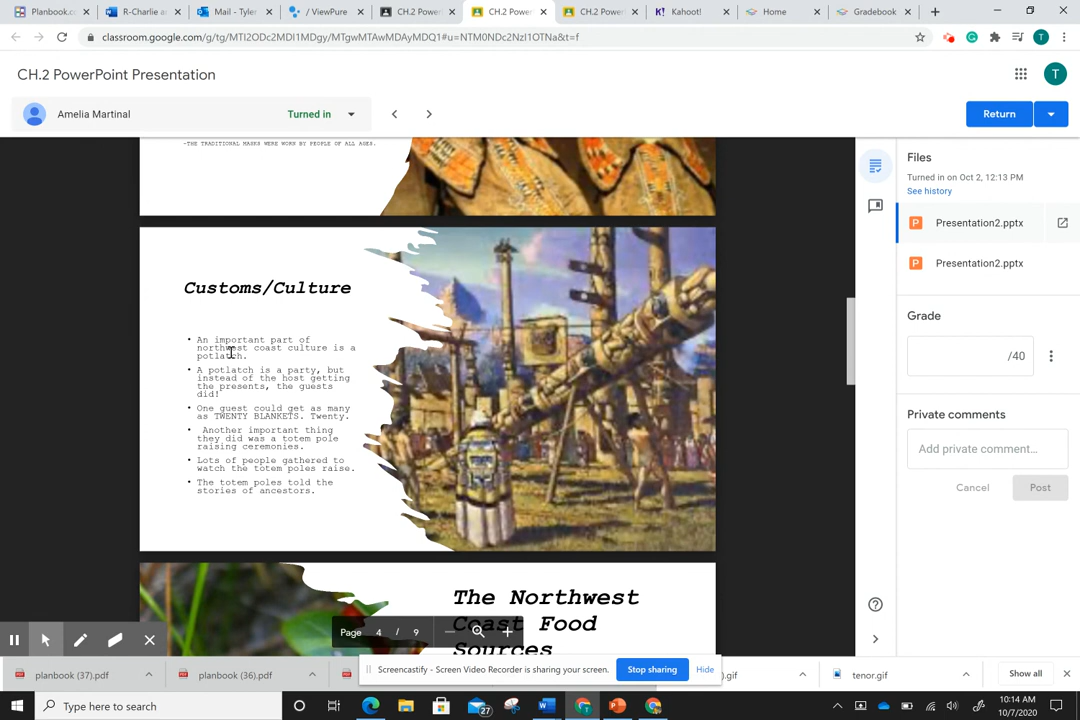 Planbook.c
R-Charlie a
Mail - Tyler
/ ViewPure
CH.2 Power
CH.2 Power
CH.2 Power
Kahoot!
Home
Gradebook
classroom.google.com/g/tg/MTI2ODc2MDI1MDgy/MTgwMTAwMDAyMDQ1#u=NTM0NDc2NzI1OTNa&t=f
T
CH.2 PowerPoint Presentation
T
Amelia Martinal
Turned in
Return
-THE TRADITIONAL MASKS WERE WORN BY PEOPLE OF ALL AGES.
Customs/Culture
• An important part of
northwest coast culture is a
potlatch.
• A potlatch is a party, but
instead of the host getting
the presents, the guests
did!
• One guest could get as many
as TWENTY BLANKETS. Twenty.
• Another important thing
they did was a totem pole
raising ceremonies.
• Lots of people gathered to
watch the totem poles raise.
• The totem poles told the
stories of ancestors.
The Northwest
Coast Food
Sources
Page 4 / 9
Files
Turned in on Oct 2, 12:13 PM
See history
P Presentation2.pptx
P Presentation2.pptx
Grade
/40
Private comments
Add private comment…
Cancel
Post
planbook (37).pdf
planbook (36).pdf
Screencastify - Screen Video Recorder is sharing your screen.
Stop sharing
Hide
).gif
tenor.gif
Show all
Type here to search
27
10:14 AM
10/7/2020